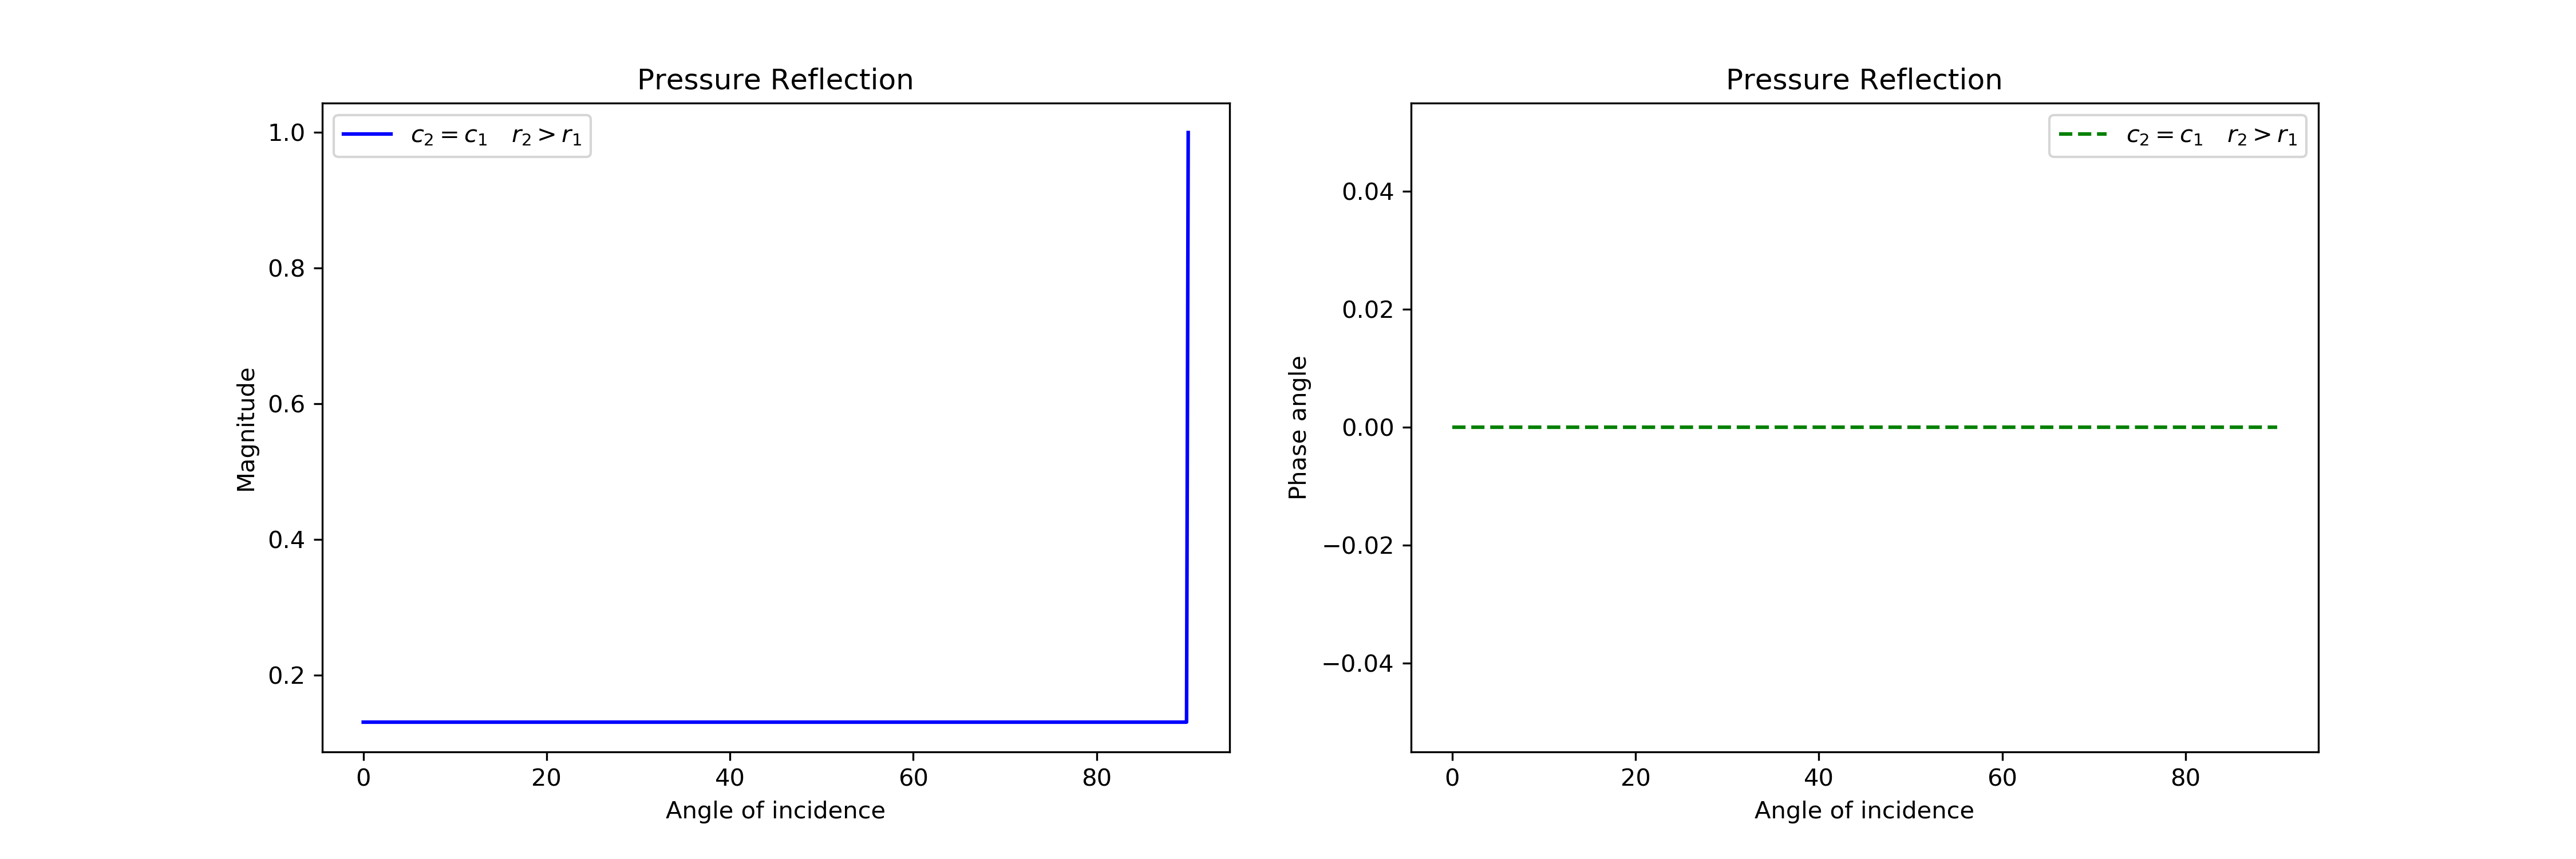 Pressure Reflection
c₂ = c₁ r₂ > r₁
1.0
0.8
0.6
0.4
0.2
Magnitude
0 20 40 60 80
Angle of incidence
Pressure Reflection
c₂ = c₁ r₂ > r₁
0.04
0.02
0.00
−0.02
−0.04
Phase angle
0 20 40 60 80
Angle of incidence